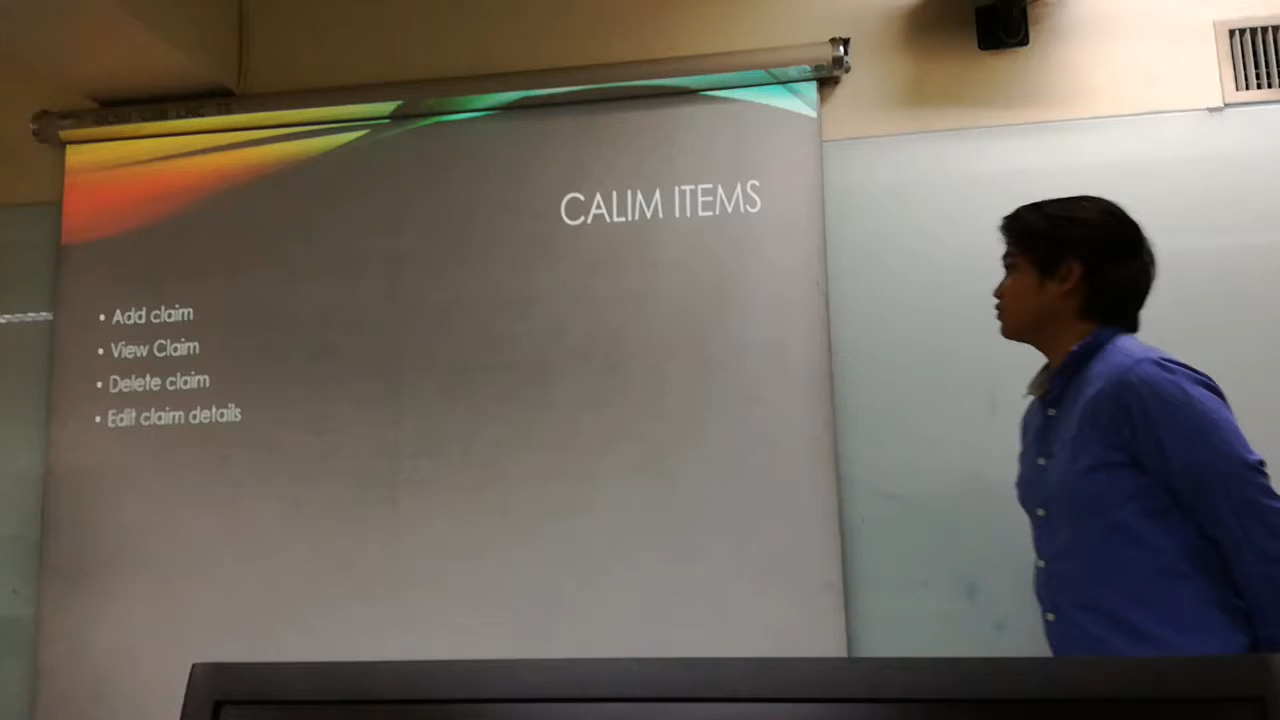 CALIM ITEMS
• Add claim
• View Claim
• Delete claim
• Edit claim details